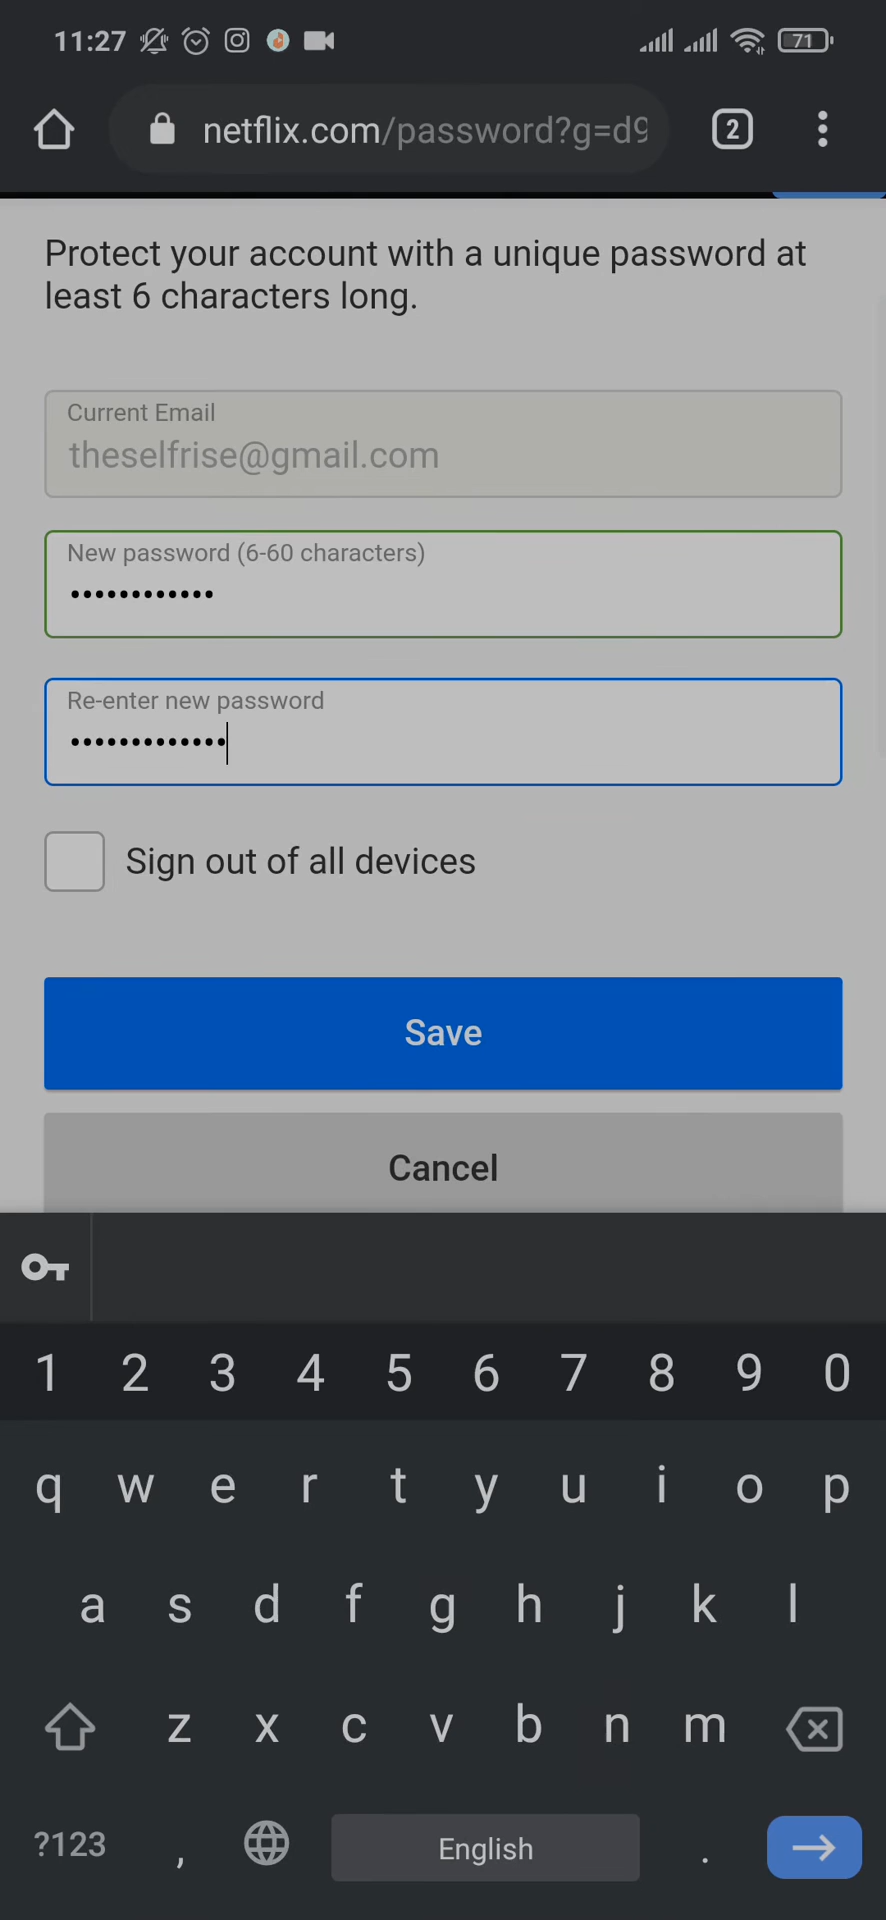 11:27
71
netflix.com/password?g=d9
2
Protect your account with a unique password at
least 6 characters long.
Current Email
theselfrise@gmail.com
New password (6-60 characters)
••••••••••••
Re-enter new password
•••••••••••••
Sign out of all devices
Save
Cancel
1 2 3 4 5 6 7 8 9 0
q w e r t y u i o p
a s d f g h j k l
z x c v b n m
?123 , English .